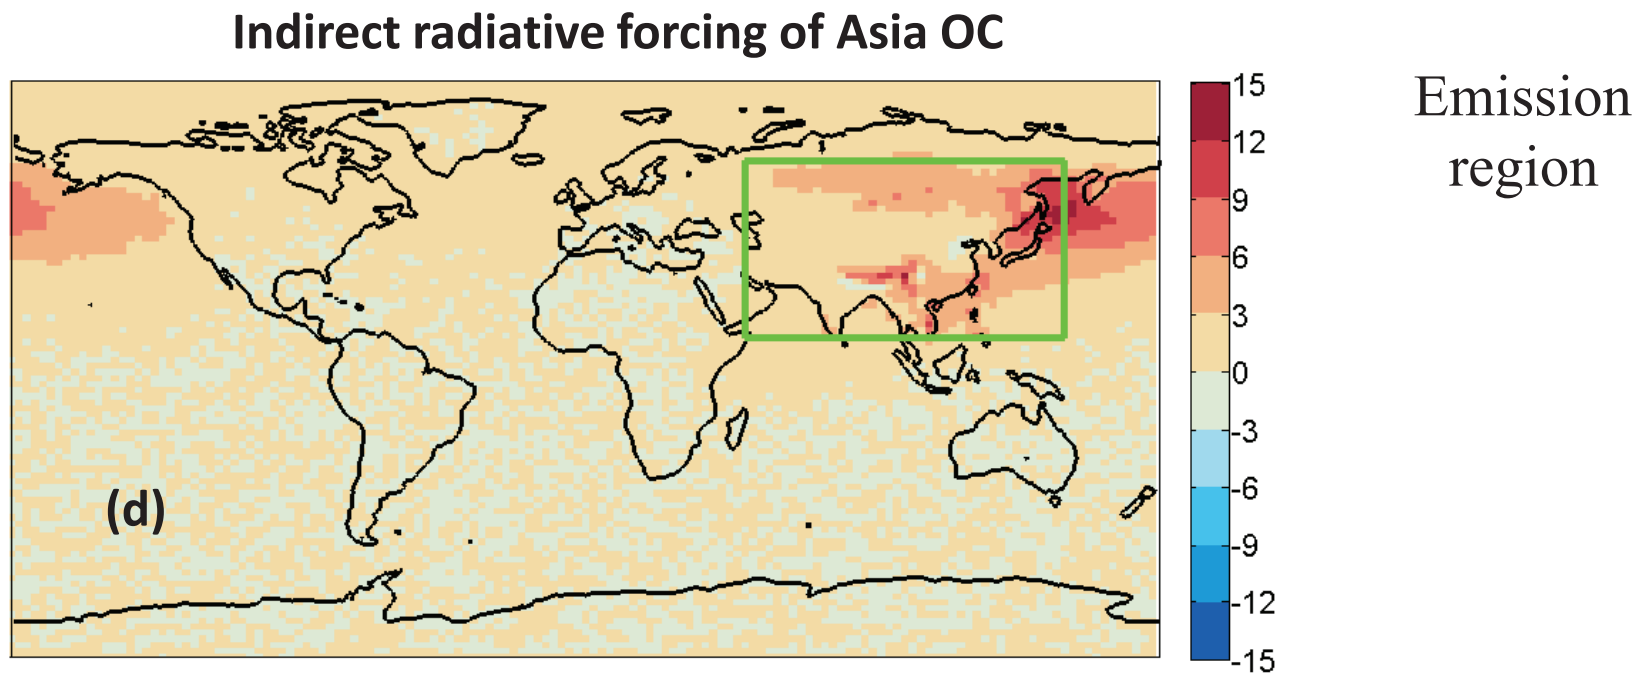 Indirect radiative forcing of Asia OC
Emission
region
(d)
15
12
9
6
3
0
-3
-6
-9
-12
-15